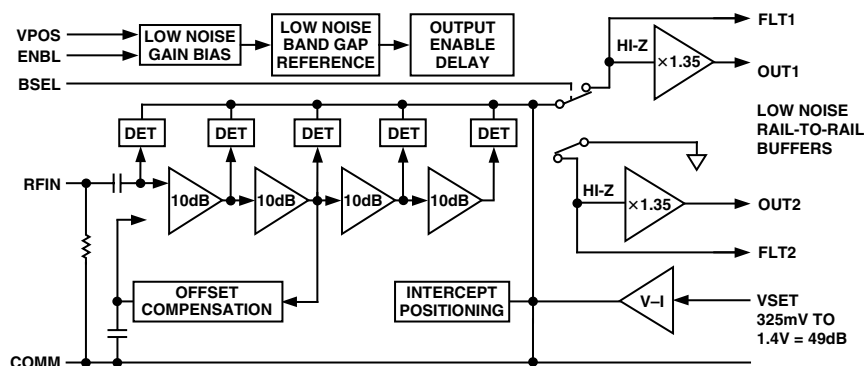 VPOS
ENBL
BSEL
LOW NOISE
GAIN BIAS
LOW NOISE
BAND GAP
REFERENCE
OUTPUT
ENABLE
DELAY
FLT1
HI-Z
×1.35
OUT1
DET
DET
DET
DET
DET
LOW NOISE
RAIL-TO-RAIL
BUFFERS
RFIN
10dB
10dB
10dB
10dB
HI-Z
×1.35
OUT2
FLT2
OFFSET
COMPENSATION
INTERCEPT
POSITIONING
V–I
VSET
325mV TO
1.4V = 49dB
COMM